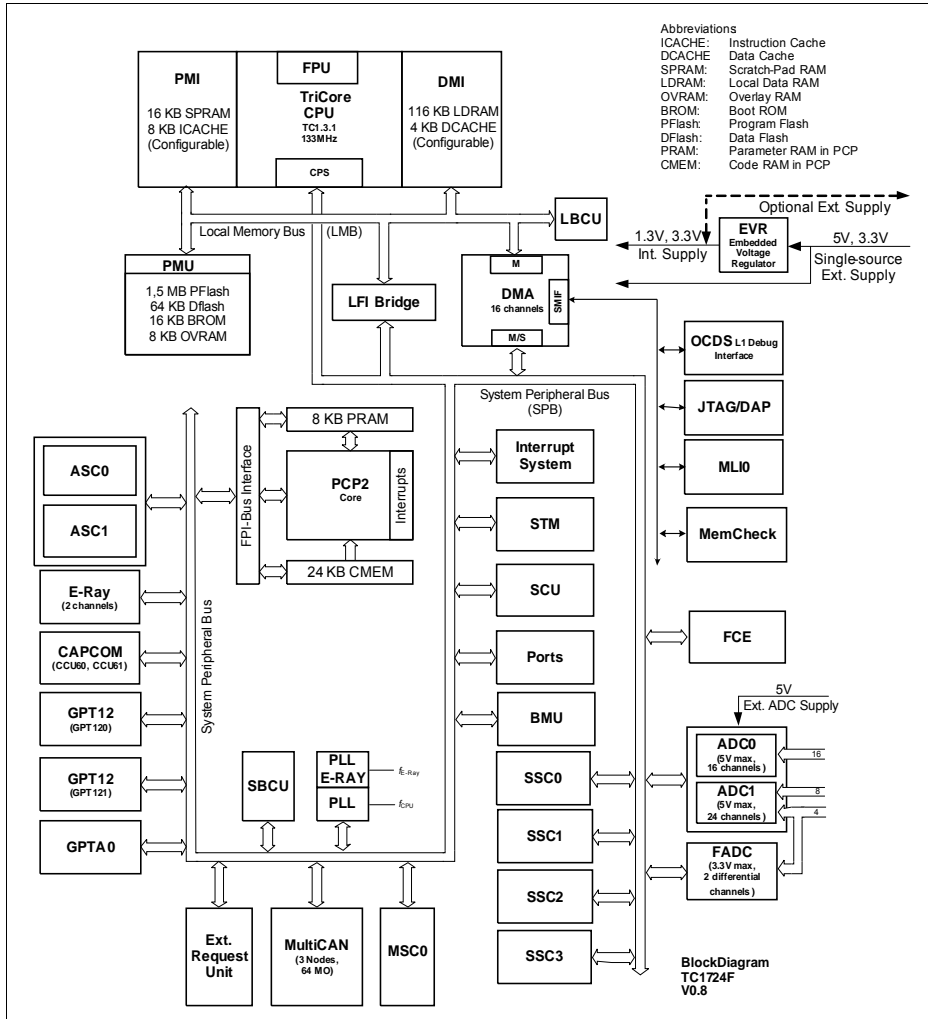 Abbreviations
ICACHE: Instruction Cache
DCACHE Data Cache
SPRAM: Scratch-Pad RAM
LDRAM: Local Data RAM
OVRAM: Overlay RAM
BROM: Boot ROM
PFlash: Program Flash
DFlash: Data Flash
PRAM: Parameter RAM in PCP
CMEM: Code RAM in PCP
PMI
16 KB SPRAM
8 KB ICACHE
(Configurable)
FPU
TriCore
CPU
TC1.3.1
133MHz
CPS
DMI
116 KB LDRAM
4 KB DCACHE
(Configurable)
Local Memory Bus (LMB)
LBCU
Optional Ext. Supply
1.3V, 3.3V
Int. Supply
EVR
Embedded
Voltage
Regulator
5V, 3.3V
Single-source
Ext. Supply
PMU
1,5 MB PFlash
64 KB Dflash
16 KB BROM
8 KB OVRAM
LFI Bridge
M
DMA
16 channels
SMIF
M/S
OCDS L1 Debug
Interface
JTAG/DAP
MLI0
MemCheck
System Peripheral Bus
(SPB)
FPI-Bus Interface
8 KB PRAM
PCP2
Core
Interrupts
24 KB CMEM
ASC0
ASC1
E-Ray
(2 channels)
CAPCOM
(CCU60, CCU61)
GPT12
(GPT120)
GPT12
(GPT121)
GPTA0
System Peripheral Bus
Interrupt
System
STM
SCU
Ports
BMU
SSC0
SSC1
SSC2
SSC3
FCE
5V
Ext. ADC Supply
ADC0
(5V max,
16 channels )
16
ADC1
(5V max,
24 channels )
8
4
FADC
(3.3V max,
2 differential
channels)
SBCU
PLL
E-RAY
fE-Ray
PLL
fCPU
Ext.
Request
Unit
MultiCAN
(3 Nodes,
64 MO)
MSC0
BlockDiagram
TC1724F
V0.8